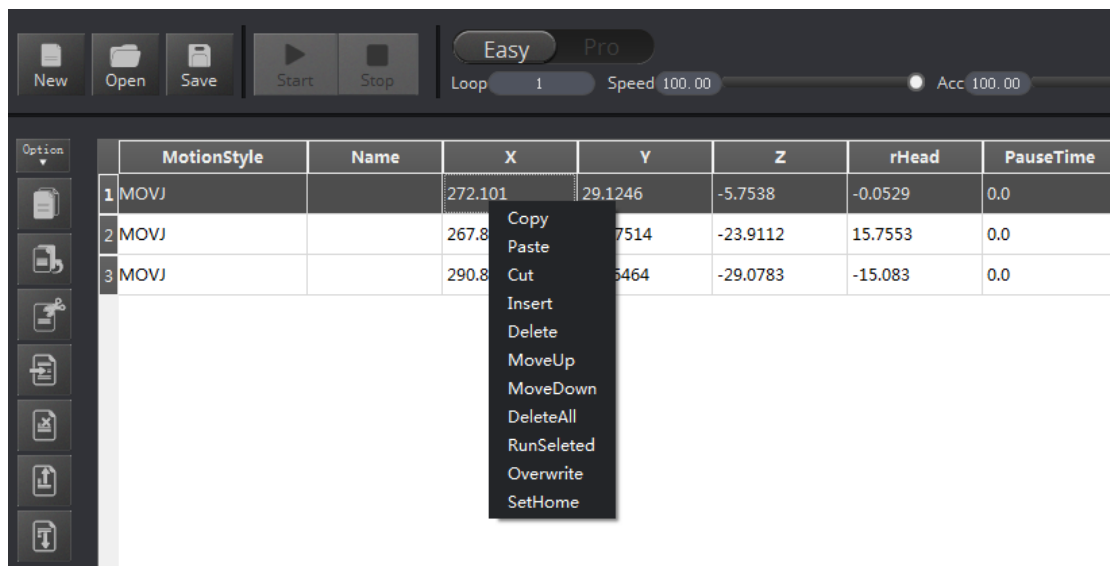 New Open Save Start Stop Easy Pro
Loop 1 Speed 100.00 Acc 100.00
Option
MotionStyle Name X Y Z rHead PauseTime
1 MOVJ 272.101 29.1246 -5.7538 -0.0529 0.0
2 MOVJ 267.8 7514 -23.9112 15.7553 0.0
3 MOVJ 290.8 6464 -29.0783 -15.083 0.0
Copy
Paste
Cut
Insert
Delete
MoveUp
MoveDown
DeleteAll
RunSeleted
Overwrite
SetHome